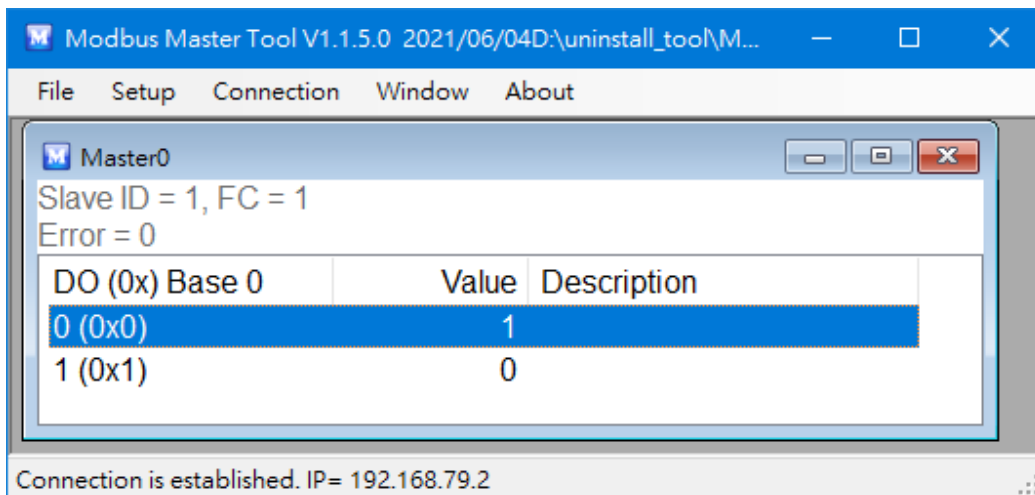 Modbus Master Tool V1.1.5.0 2021/06/04D:\uninstall_tool\M...
File Setup Connection Window About
Master0
Slave ID = 1, FC = 1
Error = 0
DO (0x) Base 0 Value Description
0 (0x0) 1
1 (0x1) 0
Connection is established. IP= 192.168.79.2